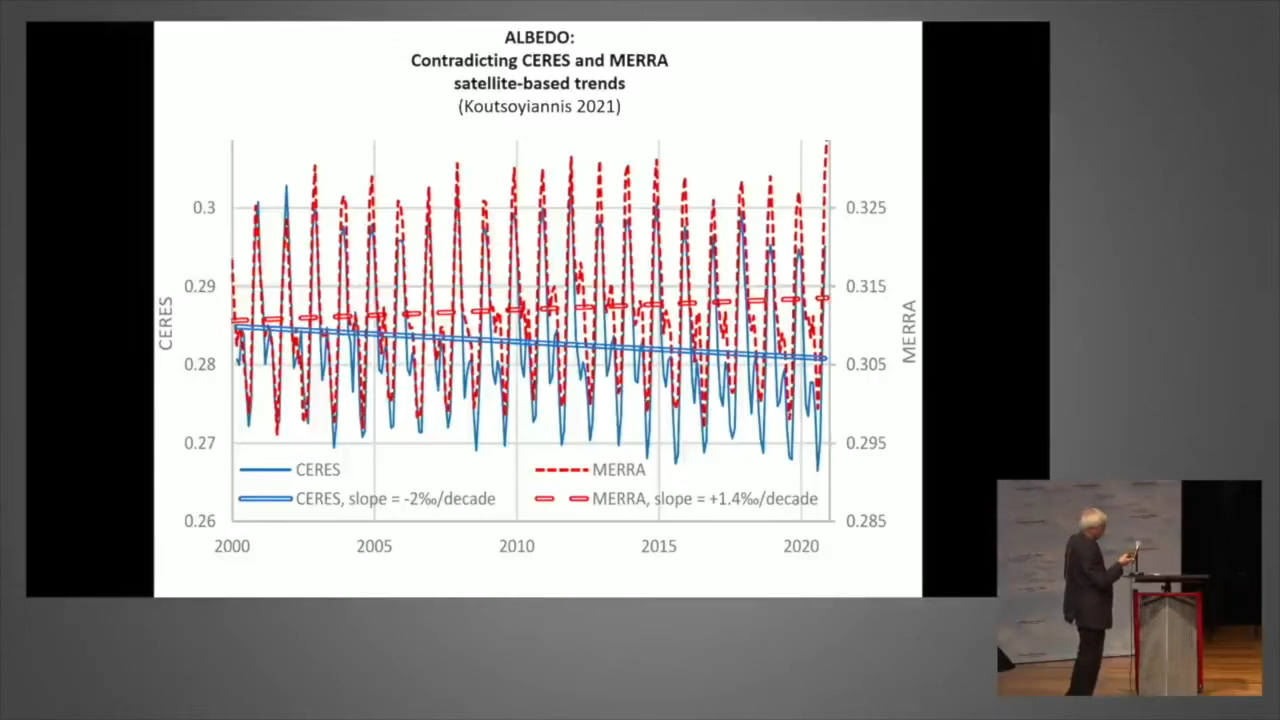 ALBEDO:
Contradicting CERES and MERRA
satellite-based trends
(Koutsoyiannis 2021)
CERES
0.3
0.29
0.28
0.27
0.26
0.325
0.315
0.305
0.295
0.285
MERRA
CERES
MERRA
CERES, slope = -2‰/decade
MERRA, slope = +1.4‰/decade
2000
2005
2010
2015
2020